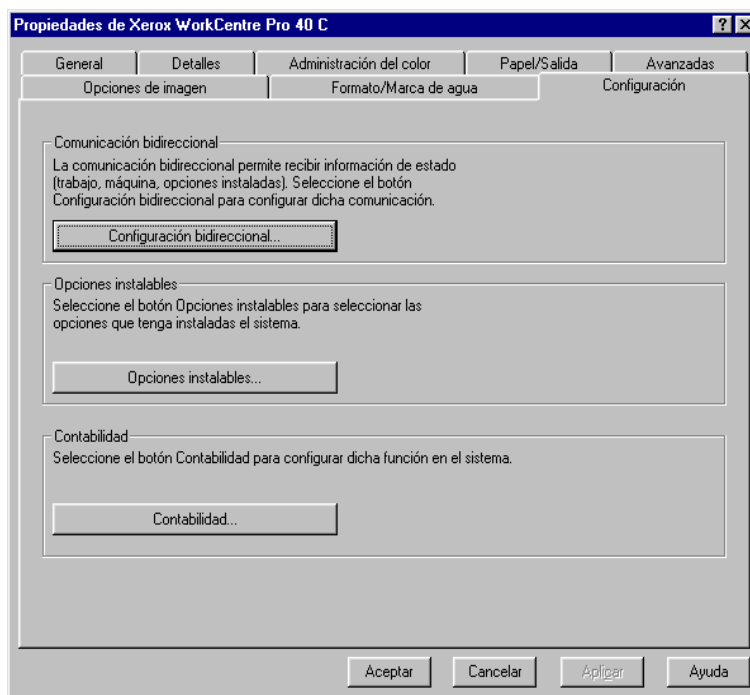 Propiedades de Xerox WorkCentre Pro 40 C
General
Detalles
Administración del color
Papel/Salida
Avanzadas
Opciones de imagen
Formato/Marca de agua
Configuración
Comunicación bidireccional
La comunicación bidireccional permite recibir información de estado
(trabajo, máquina, opciones instaladas). Seleccione el botón
Configuración bidireccional para configurar dicha comunicación.
Configuración bidireccional...
Opciones instalables
Seleccione el botón Opciones instalables para seleccionar las
opciones que tenga instaladas el sistema.
Opciones instalables...
Contabilidad
Seleccione el botón Contabilidad para configurar dicha función en el sistema.
Contabilidad...
Aceptar
Cancelar
Aplicar
Ayuda